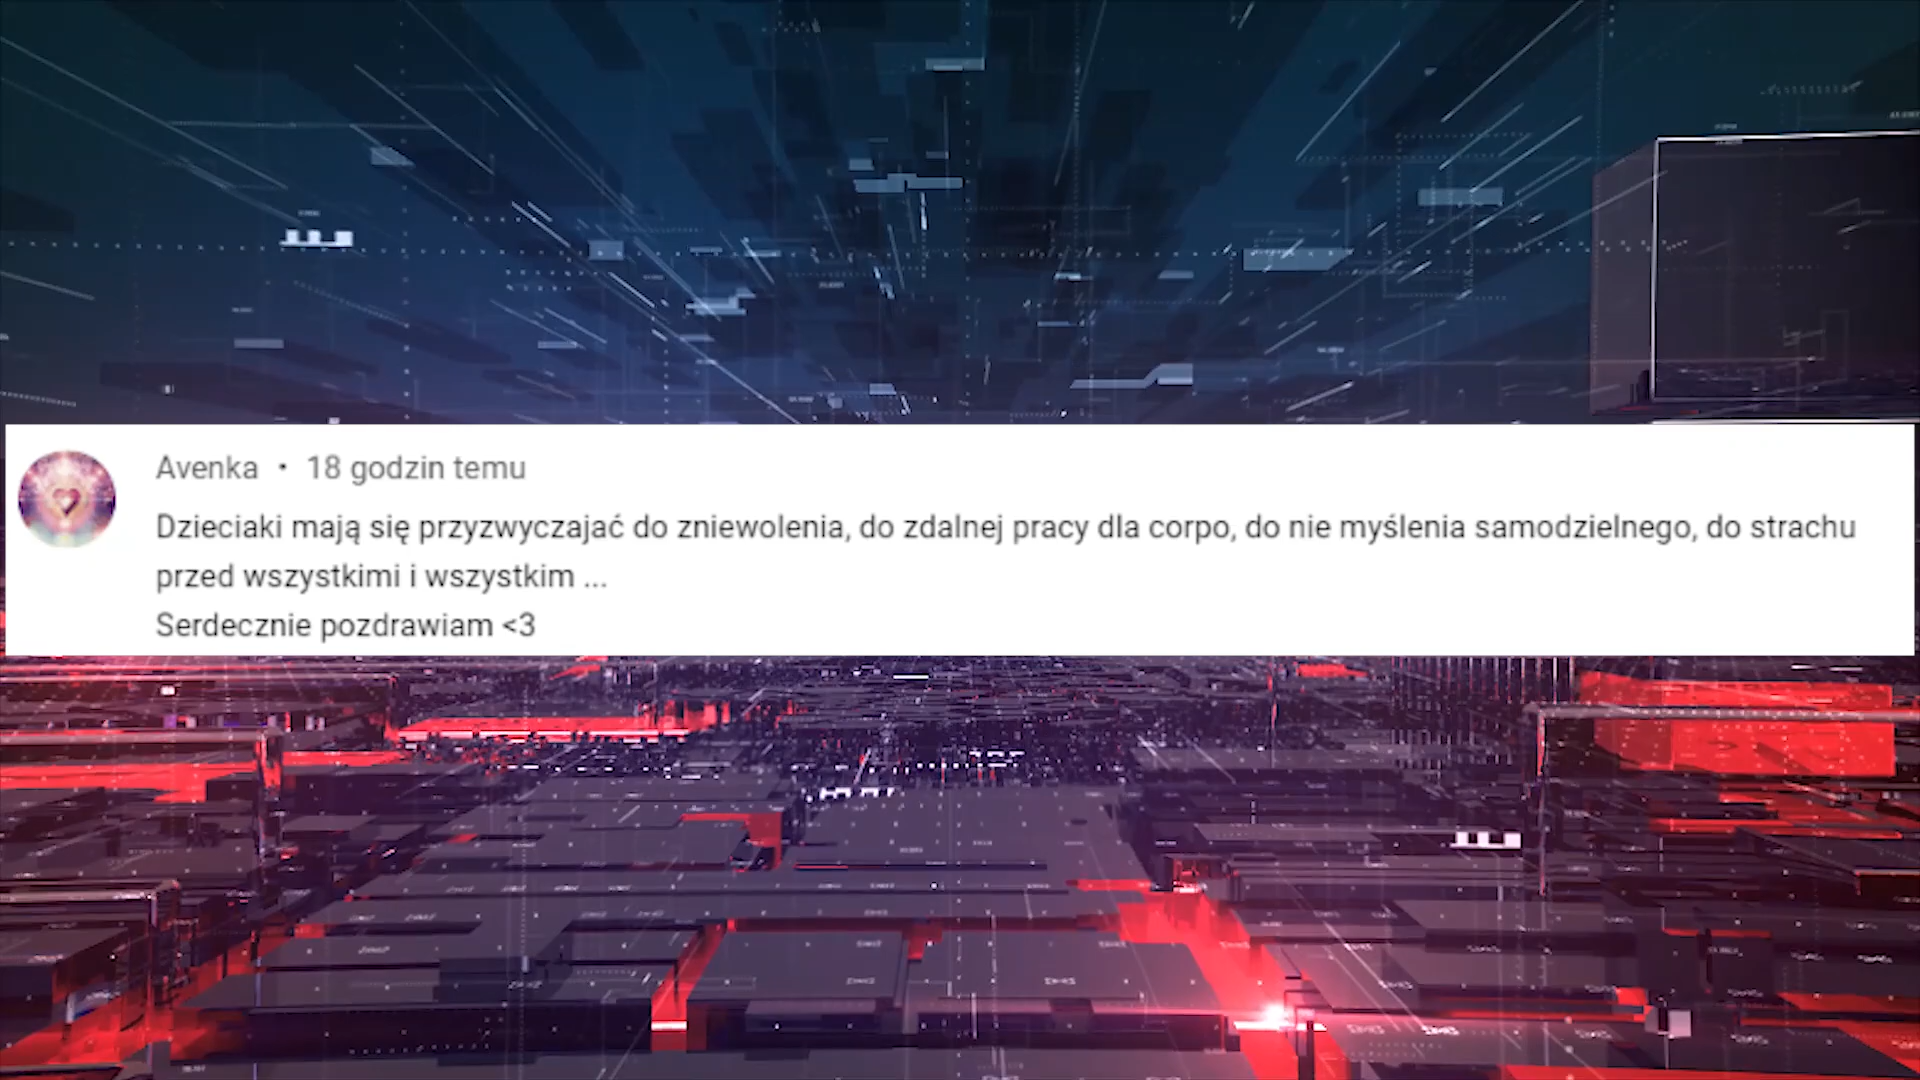 Avenka • 18 godzin temu
Dzieciaki mają się przyzwyczajać do zniewolenia, do zdalnej pracy dla corpo, do nie myślenia samodzielnego, do strachu
przed wszystkimi i wszystkim ...
Serdecznie pozdrawiam <3